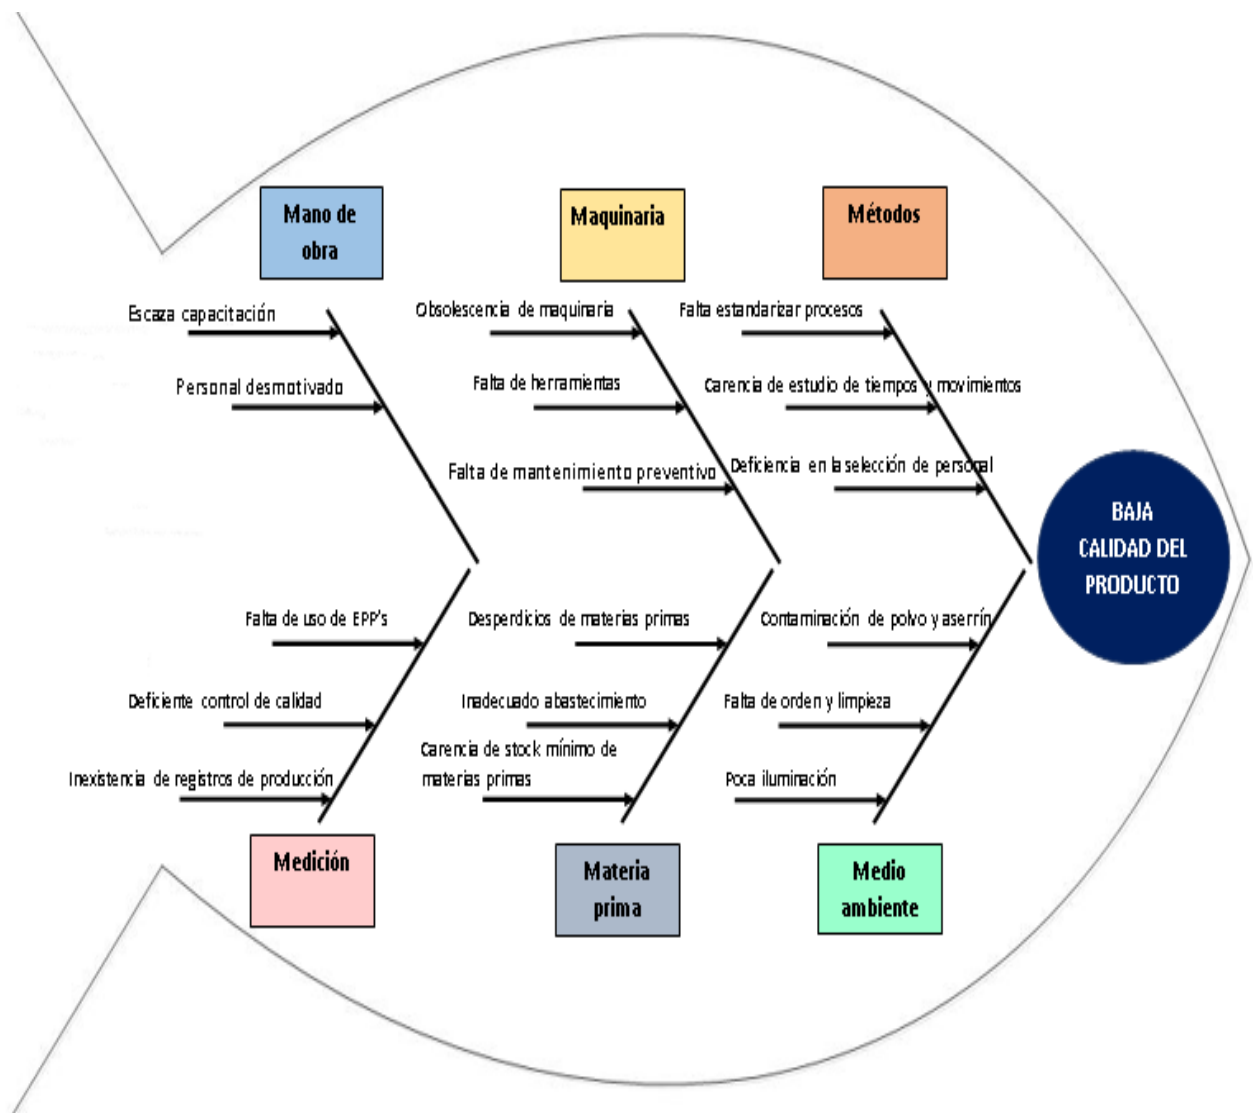 Mano de
obra
Maquinaria
Métodos
Escaza capacitación
Personal desmotivado
Obsolescencia de maquinaria
Falta de herramientas
Falta de mantenimiento preventivo
Falta estandarizar procesos
Carencia de estudio de tiempos y movimientos
Deficiencia en la selección de personal
BAJA
CALIDAD DEL
PRODUCTO
Falta de uso de EPP's
Deficiente control de calidad
Inexistencia de registros de producción
Desperdicios de materias primas
Inadecuado abastecimiento
Carencia de stock mínimo de
materias primas
Contaminación de polvo y aserrín
Falta de orden y limpieza
Poca iluminación
Medición
Materia
prima
Medio
ambiente